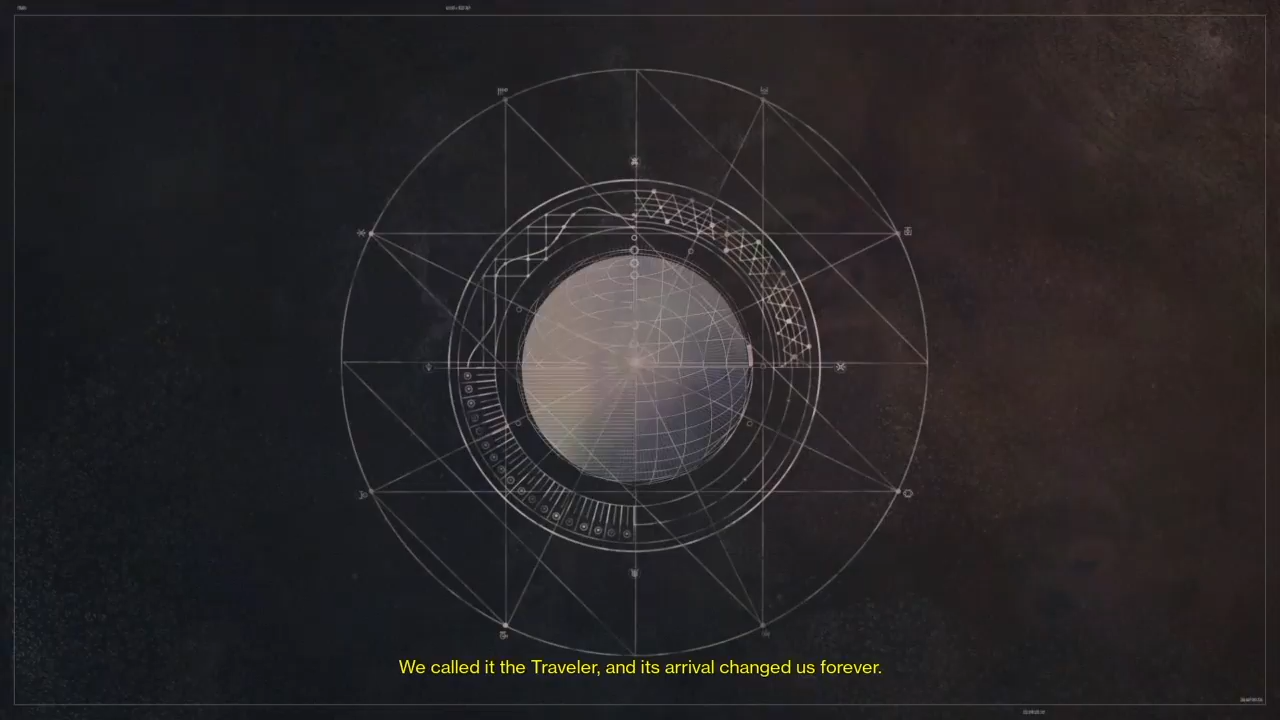 We called it the Traveler, and its arrival changed us forever.